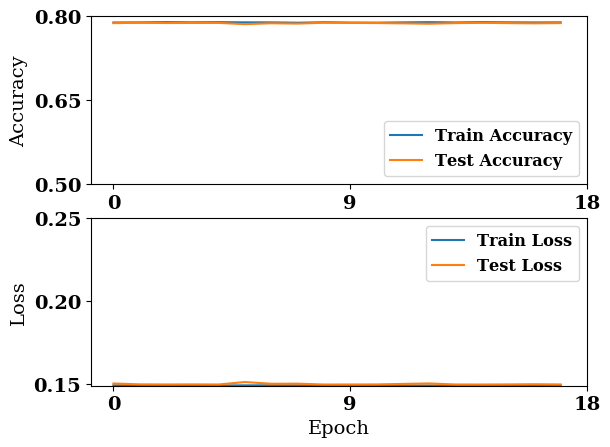 0.80
0.65
0.50
Accuracy
Train Accuracy
Test Accuracy
0 9 18
0.25
0.20
0.15
Loss
Train Loss
Test Loss
0 9 18
Epoch